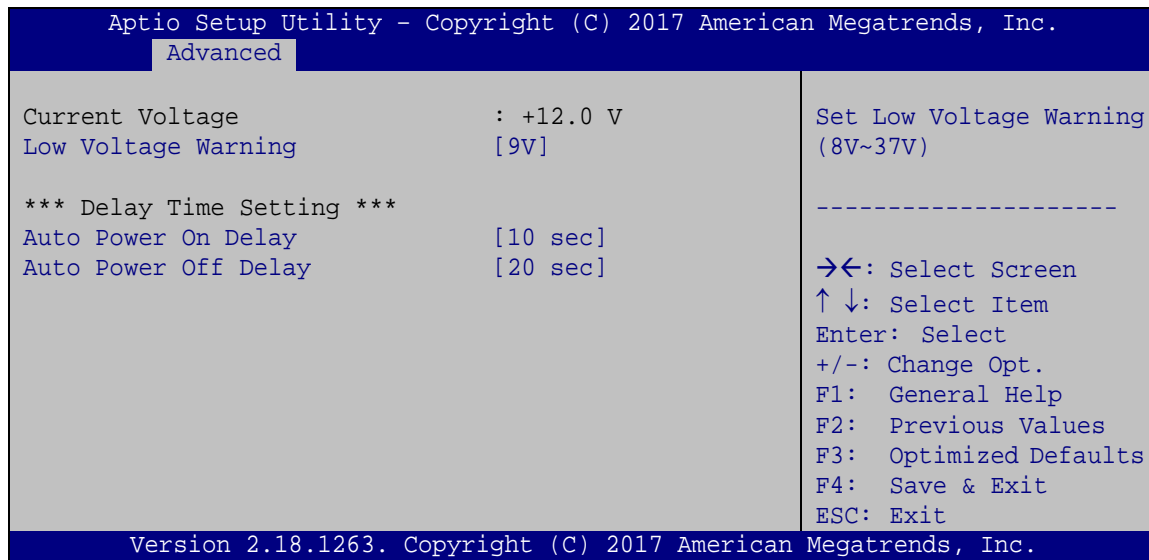 Aptio Setup Utility – Copyright (C) 2017 American Megatrends, Inc.
Advanced
Current Voltage : +12.0 V
Low Voltage Warning [9V]
*** Delay Time Setting ***
Auto Power On Delay [10 sec]
Auto Power Off Delay [20 sec]
Set Low Voltage Warning
(8V~37V)
---------------------
→←: Select Screen
↑ ↓: Select Item
Enter: Select
+/-: Change Opt.
F1: General Help
F2: Previous Values
F3: Optimized Defaults
F4: Save & Exit
ESC: Exit
Version 2.18.1263. Copyright (C) 2017 American Megatrends, Inc.